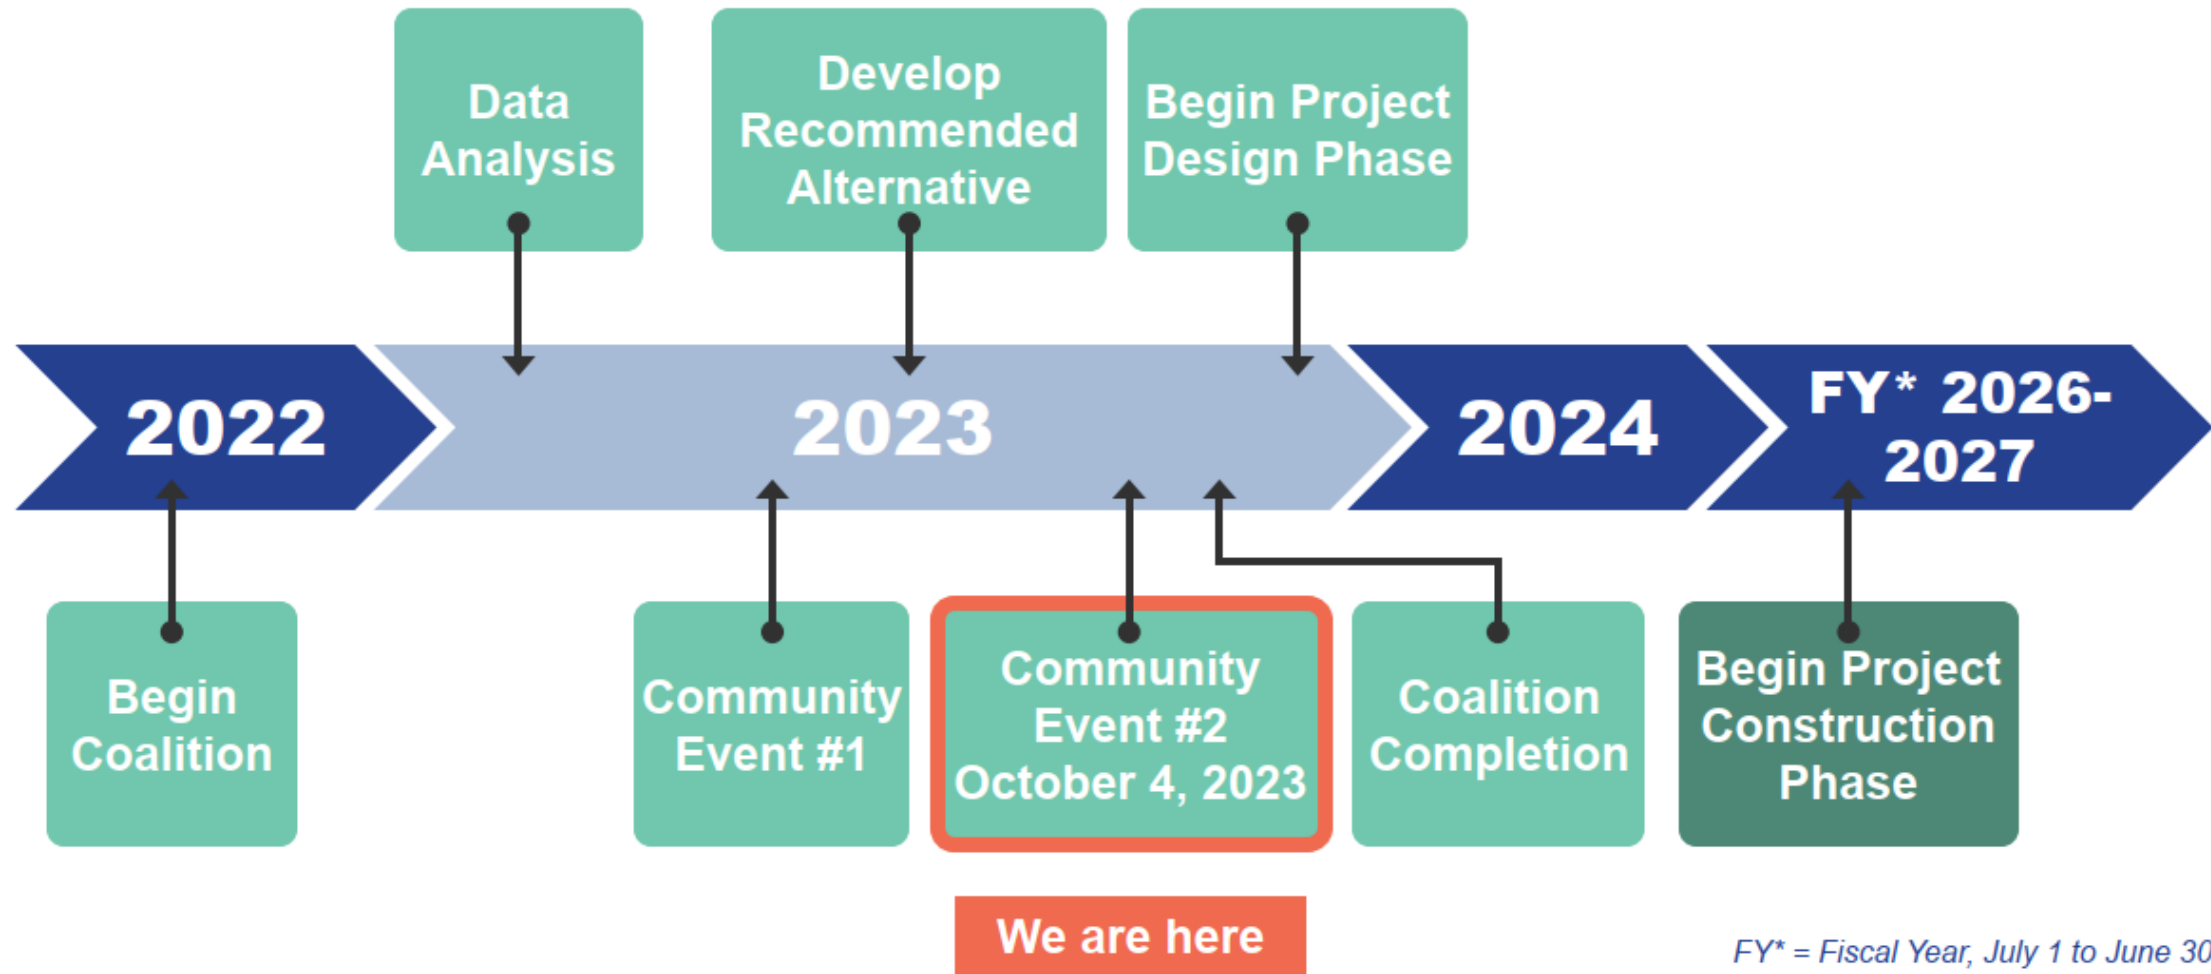 Data
Analysis
Develop
Recommended
Alternative
Begin Project
Design Phase
2022
2023
2024
FY* 2026-
2027
Begin
Coalition
Community
Event #1
Community
Event #2
October 4, 2023
Coalition
Completion
Begin Project
Construction
Phase
We are here
FY* = Fiscal Year, July 1 to June 30